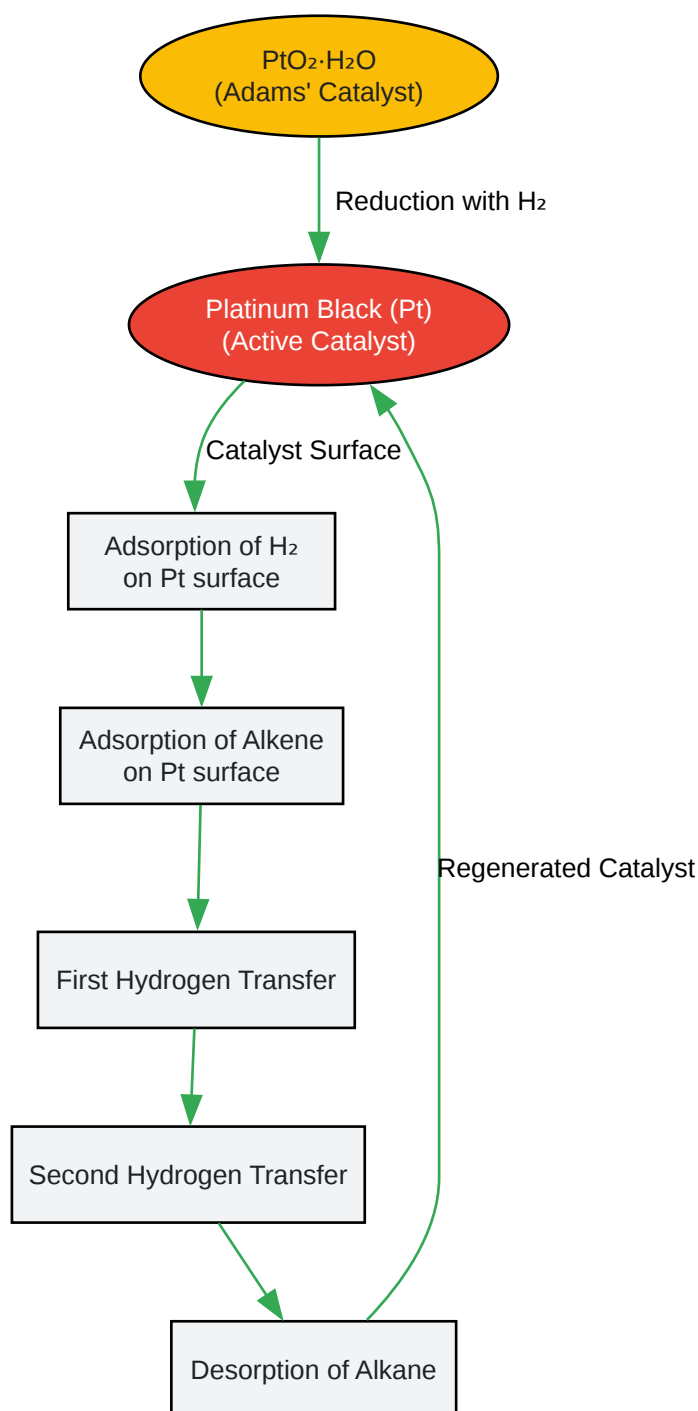 PtO₂·H₂O
(Adams' Catalyst)
Reduction with H₂
Platinum Black (Pt)
(Active Catalyst)
Catalyst Surface
Adsorption of H₂
on Pt surface
Adsorption of Alkene
on Pt surface
Regenerated Catalyst
First Hydrogen Transfer
Second Hydrogen Transfer
Desorption of Alkane